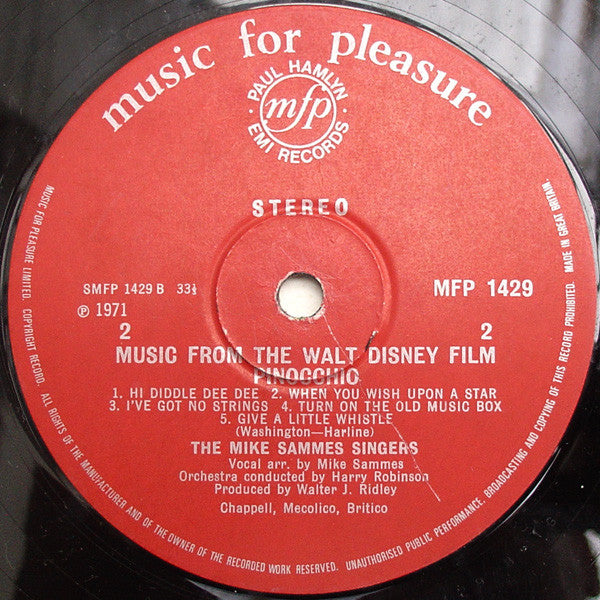 music for pleasure
PAUL HAMLYN
mfp
EMI RECORDS
STEREO
SMFP 1429 B 33⅓
MFP 1429
℗ 1971
2
2
MUSIC FROM THE WALT DISNEY FILM
PINOCCHIO
1. HI DIDDLE DEE DEE 2. WHEN YOU WISH UPON A STAR
3. I'VE GOT NO STRINGS 4. TURN ON THE OLD MUSIC BOX
5. GIVE A LITTLE WHISTLE
(Washington—Harline)
THE MIKE SAMMES SINGERS
Vocal arr. by Mike Sammes
Orchestra conducted by Harry Robinson
Produced by Walter J. Ridley
Chappell, Mecolico, Britico
MUSIC FOR PLEASURE LIMITED. COPYRIGHT RECORD. ALL RIGHTS OF THE MANUFACTURER AND OF THE OWNER OF THE RECORDED WORK RESERVED. UNAUTHORISED PUBLIC PERFORMANCE, BROADCASTING AND COPYING OF THIS RECORD PROHIBITED. MADE IN GREAT BRITAIN.